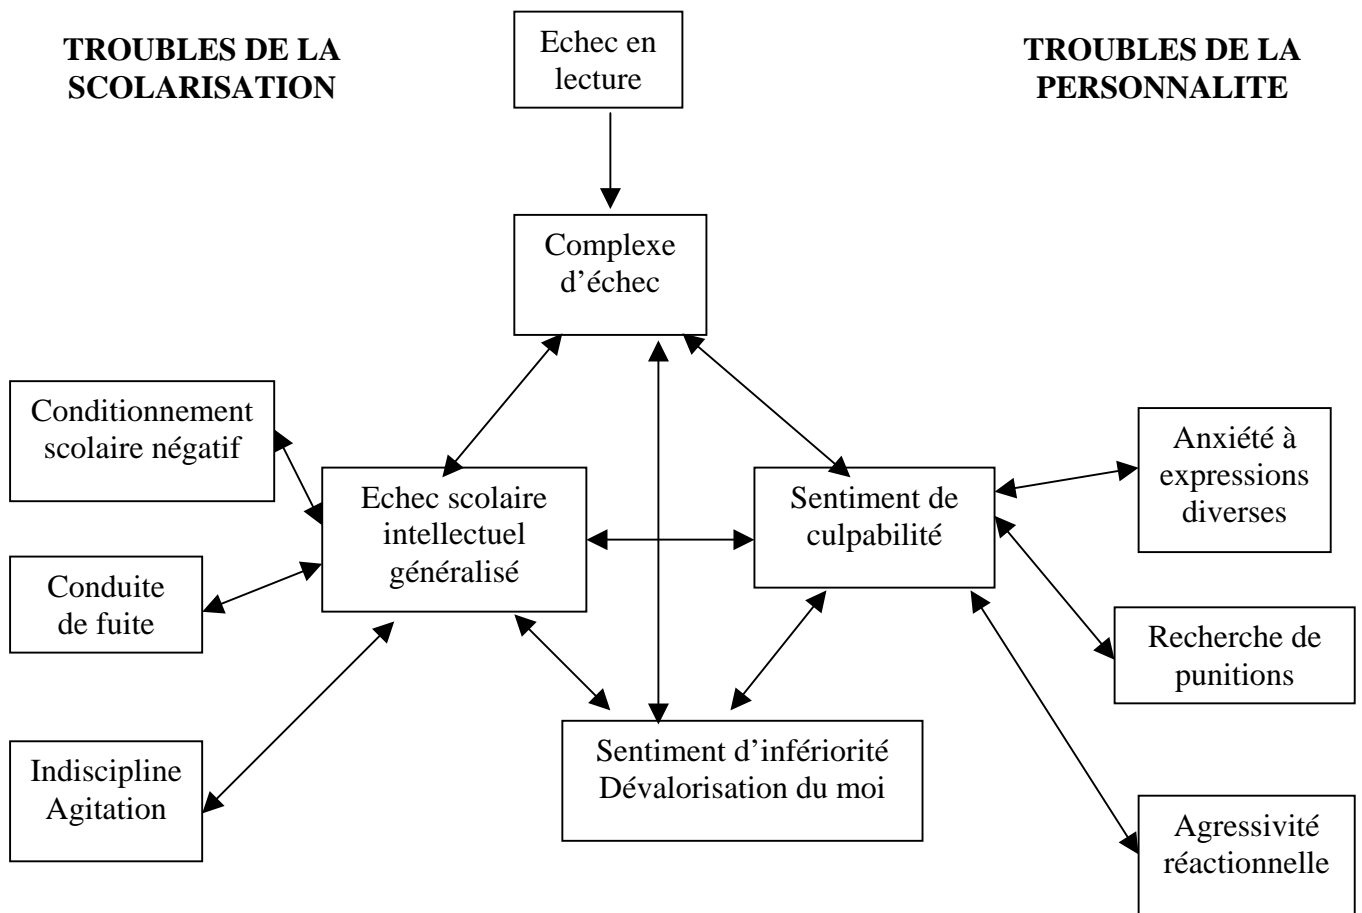 TROUBLES DE LA
SCOLARISATION
Echec en
lecture
TROUBLES DE LA
PERSONNALITE
Complexe
d’échec
Conditionnement
scolaire négatif
Echec scolaire
intellectuel
généralisé
Sentiment de
culpabilité
Anxiété à
expressions
diverses
Conduite
de fuite
Recherche de
punitions
Sentiment d’infériorité
Dévalorisation du moi
Indiscipline
Agitation
Agressivité
réactionnelle